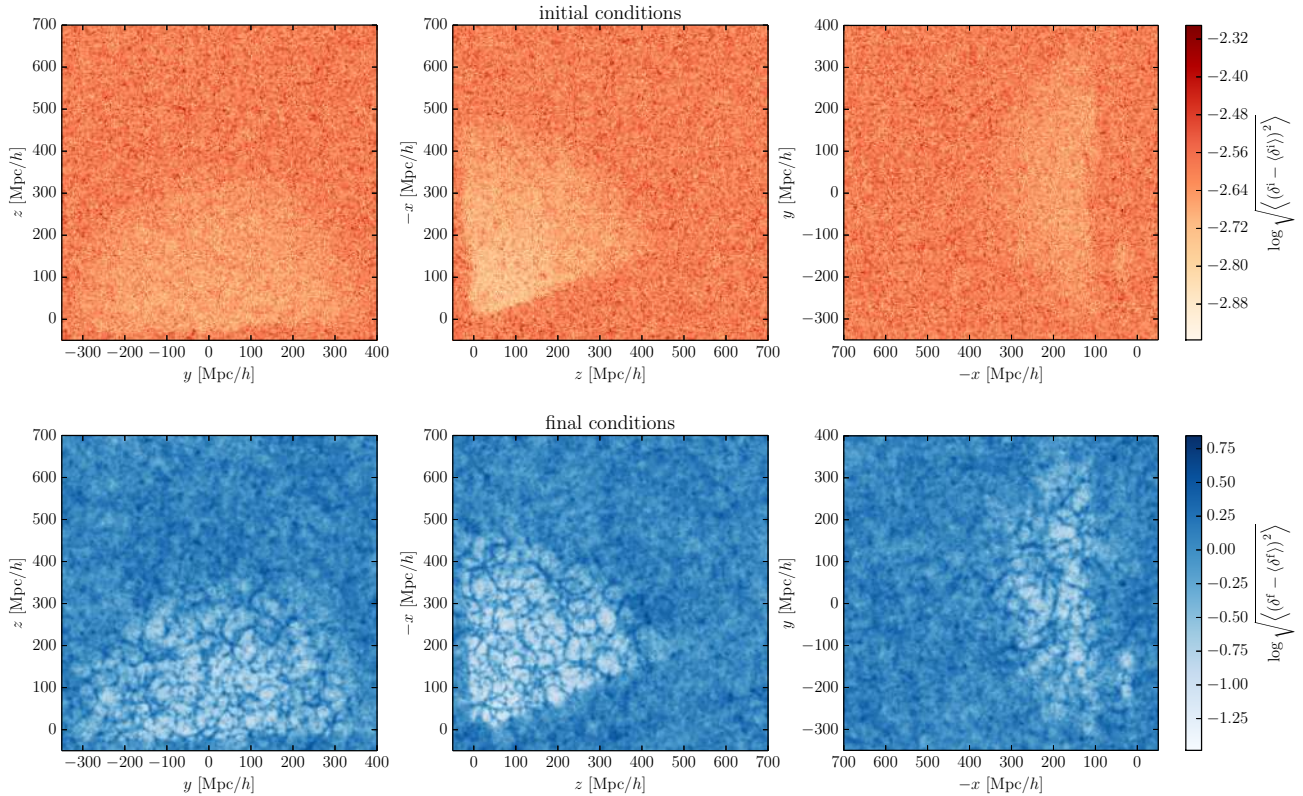 initial conditions
700
600
500
400
300
200
100
0
z [Mpc/h]
−300 −200 −100 0 100 200 300 400
y [Mpc/h]
700
600
500
400
300
200
100
0
−x [Mpc/h]
0 100 200 300 400 500 600 700
z [Mpc/h]
400
300
200
100
0
−100
−200
−300
y [Mpc/h]
700 600 500 400 300 200 100 0
−x [Mpc/h]
−2.32
−2.40
−2.48
−2.56
−2.64
−2.72
−2.80
−2.88
log √⟨(δⁱ − ⟨δⁱ⟩)²⟩
final conditions
700
600
500
400
300
200
100
0
z [Mpc/h]
−300 −200 −100 0 100 200 300 400
y [Mpc/h]
700
600
500
400
300
200
100
0
−x [Mpc/h]
0 100 200 300 400 500 600 700
z [Mpc/h]
400
300
200
100
0
−100
−200
−300
y [Mpc/h]
700 600 500 400 300 200 100 0
−x [Mpc/h]
0.75
0.50
0.25
0.00
−0.25
−0.50
−0.75
−1.00
−1.25
log √⟨(δᶠ − ⟨δᶠ⟩)²⟩